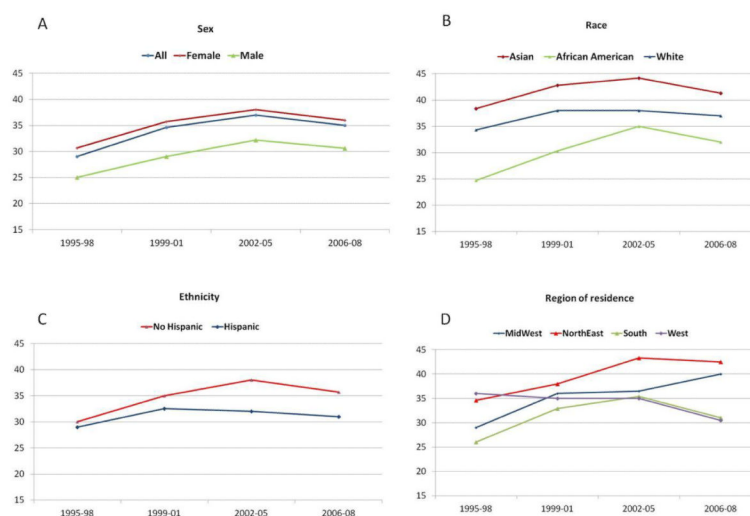 A
Sex
All Female Male
45
40
35
30
25
20
15
1995-98 1999-01 2002-05 2006-08
B
Race
Asian African American White
45
40
35
30
25
20
15
1995-98 1999-01 2002-05 2006-08
C
Ethnicity
No Hispanic Hispanic
45
40
35
30
25
20
15
1995-98 1999-01 2002-05 2006-08
D
Region of residence
MidWest NorthEast South West
45
40
35
30
25
20
15
1995-98 1999-01 2002-05 2006-08